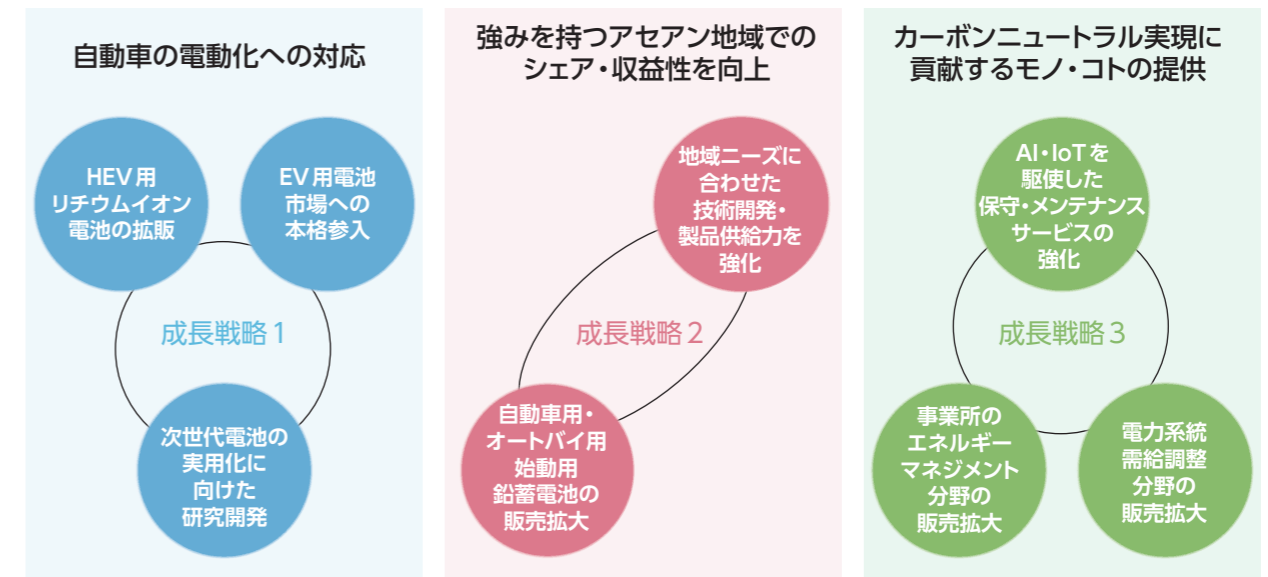 自動車の電動化への対応
HEV用
リチウムイオン
電池の拡販
EV用電池
市場への
本格参入
成長戦略1
次世代電池の
実用化に
向けた
研究開発
強みを持つアセアン地域での
シェア・収益性を向上
地域ニーズに
合わせた
技術開発・
製品供給力を
強化
成長戦略2
自動車用・
オートバイ用
始動用
鉛蓄電池の
販売拡大
カーボンニュートラル実現に
貢献するモノ・コトの提供
AI・IoTを
駆使した
保守・メンテナンス
サービスの
強化
成長戦略3
事業所の
エネルギー
マネジメント
分野の
販売拡大
電力系統
需給調整
分野の
販売拡大